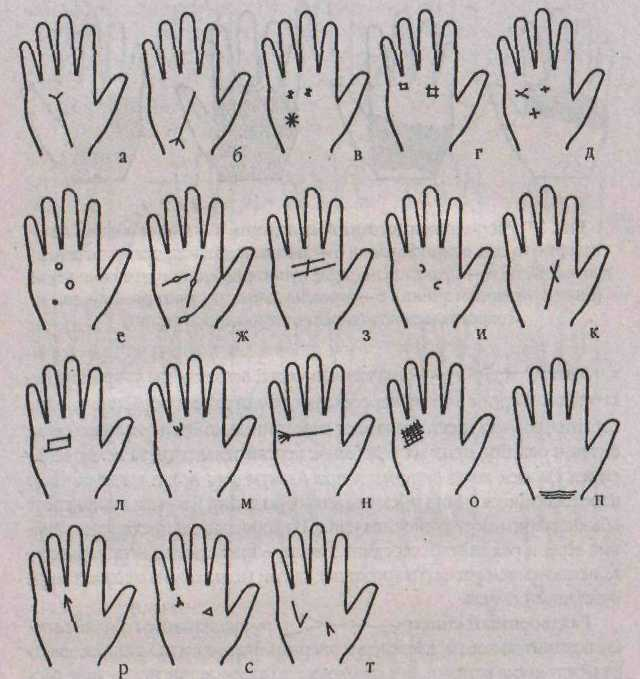 а б в г д
е ж з и к
л м н о п
р с т